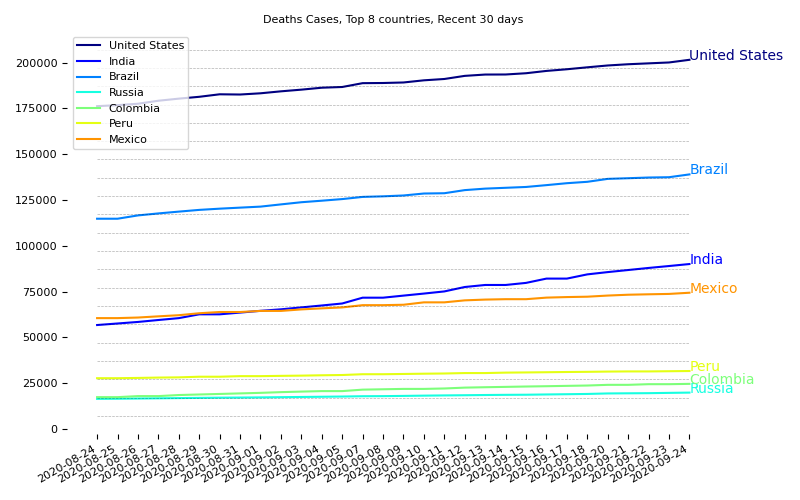 Deaths Cases, Top 8 countries, Recent 30 days
United States
India
Brazil
Russia
Colombia
Peru
Mexico
200000
175000
150000
125000
100000
75000
50000
25000
0
United States
Brazil
India
Mexico
Peru
Colombia
Russia
2020-08-24
2020-08-25
2020-08-26
2020-08-27
2020-08-28
2020-08-29
2020-08-30
2020-08-31
2020-09-01
2020-09-02
2020-09-03
2020-09-04
2020-09-05
2020-09-07
2020-09-08
2020-09-09
2020-09-10
2020-09-11
2020-09-12
2020-09-13
2020-09-14
2020-09-15
2020-09-16
2020-09-17
2020-09-18
2020-09-20
2020-09-21
2020-09-22
2020-09-23
2020-09-24